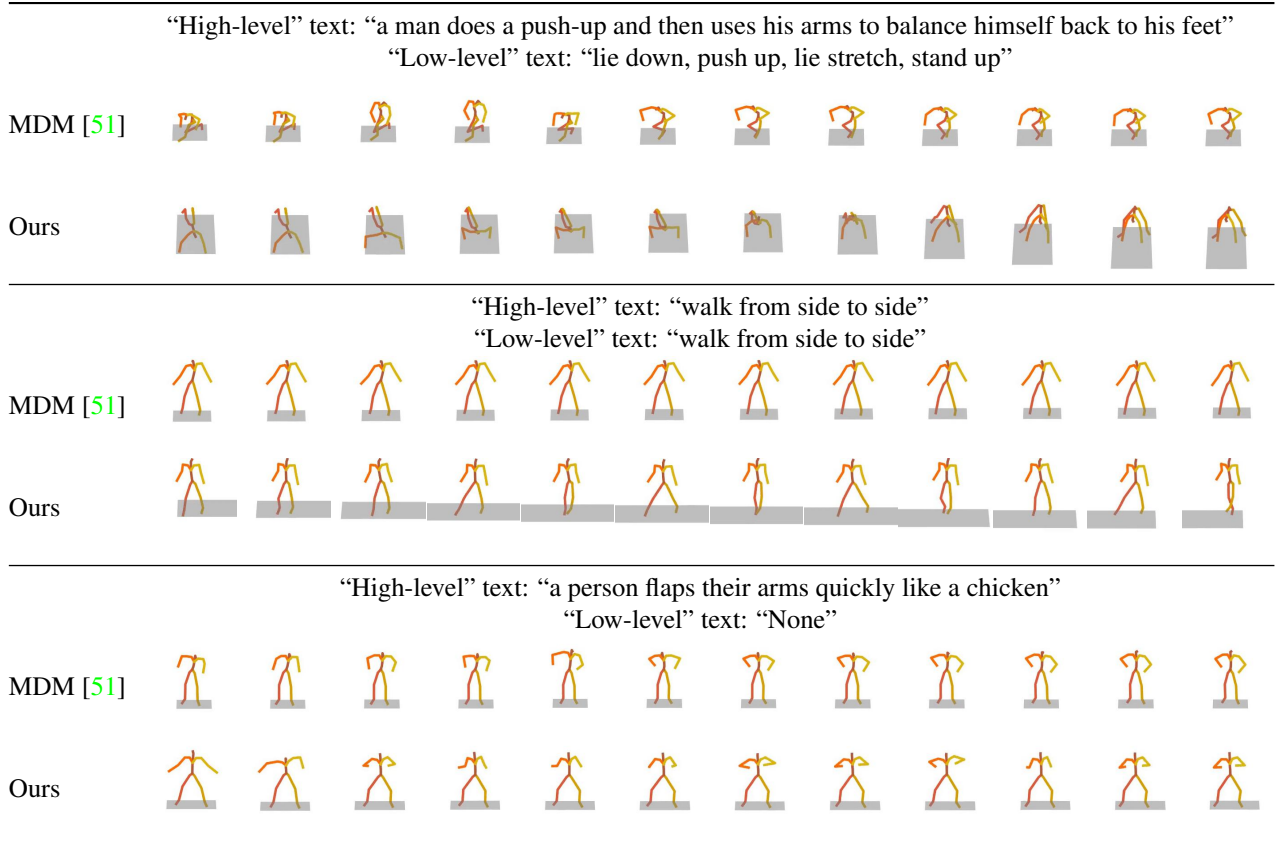 “High-level” text: “a man does a push-up and then uses his arms to balance himself back to his feet”
“Low-level” text: “lie down, push up, lie stretch, stand up”
MDM [51]
Ours
“High-level” text: “walk from side to side”
“Low-level” text: “walk from side to side”
MDM [51]
Ours
“High-level” text: “a person flaps their arms quickly like a chicken”
“Low-level” text: “None”
MDM [51]
Ours